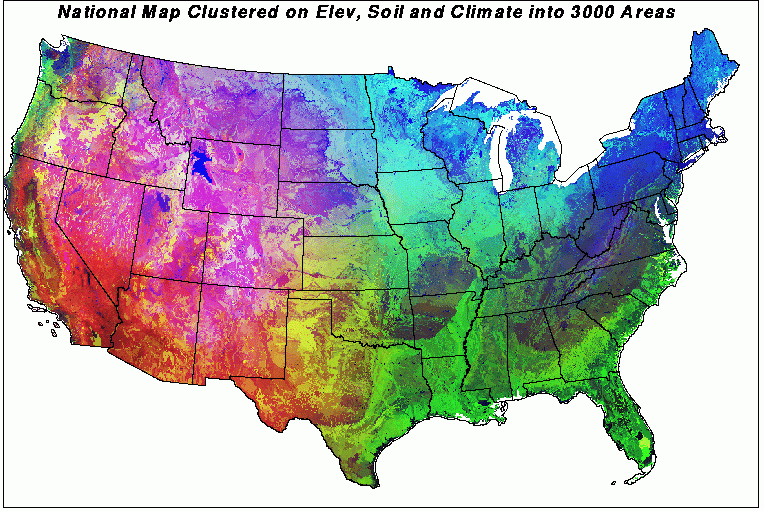 National Map Clustered on Elev, Soil and Climate into 3000 Areas